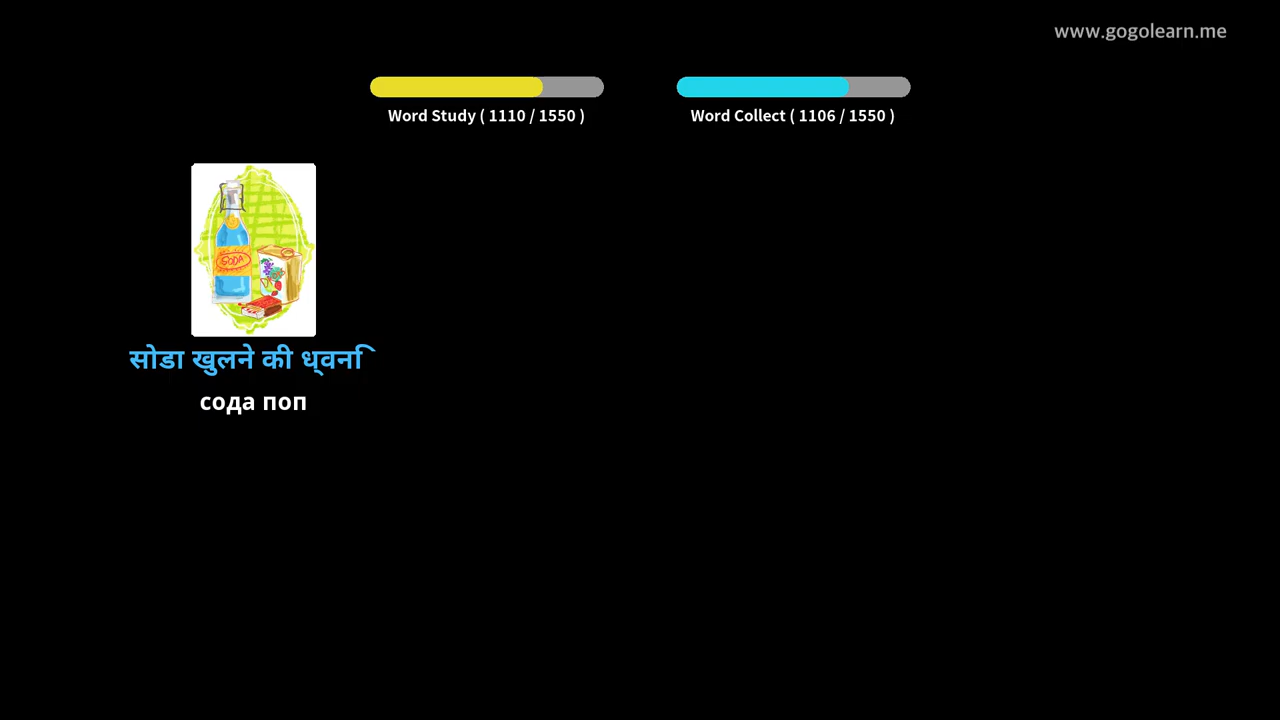 www.gogolearn.me
Word Study ( 1110 / 1550 )
Word Collect ( 1106 / 1550 )
SODA
सोडा खुलने की ध्वनि
сода поп